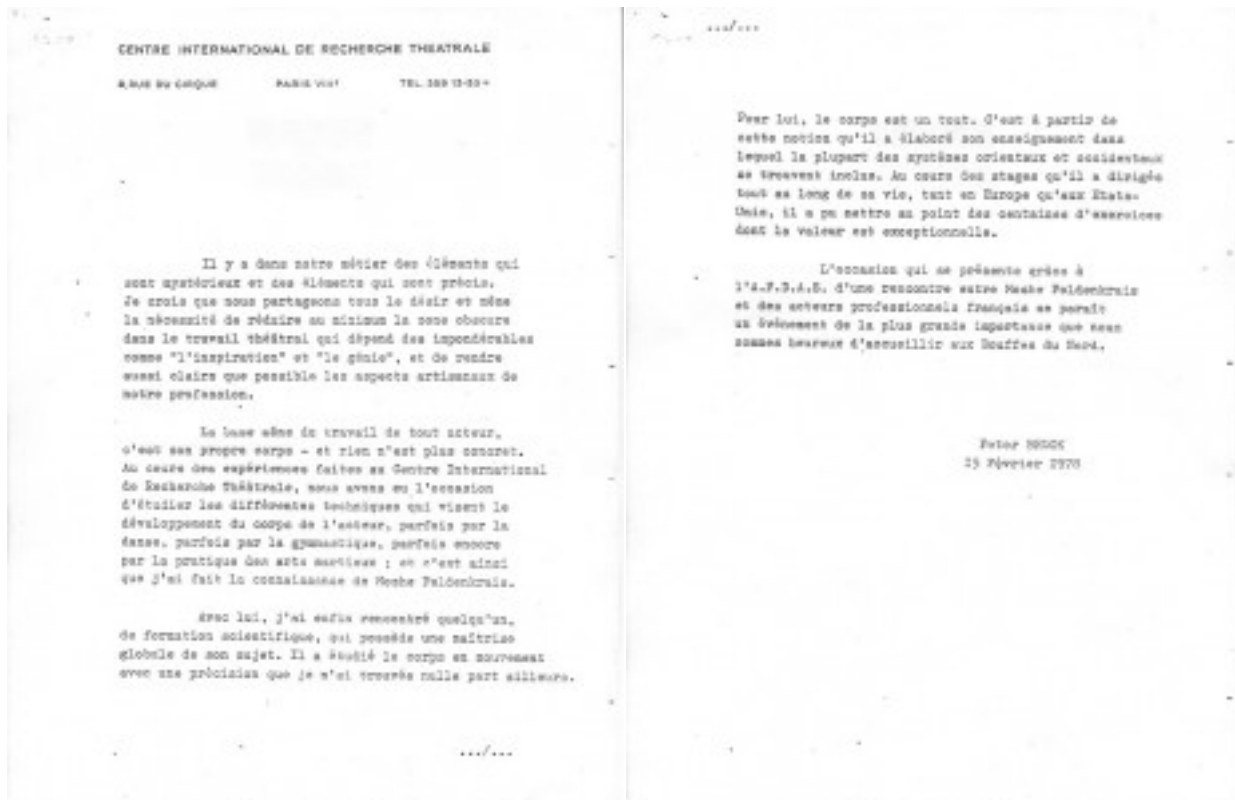 CENTRE INTERNATIONAL DE RECHERCHE THEATRALE
9, RUE DU CIRQUE PARIS VIIIe TEL.
Il y a dans notre métier des éléments qui
sont mystérieux et des éléments qui sont précis.
Je crois que nous partageons tous le désir et même
la nécessité de réduire au minimum la zone obscure
dans le travail théâtral qui dépend des impondérables
comme "l'inspiration" et "le génie", et de rendre
aussi clairs que possible les aspects artisanaux de
notre profession.
La base même du travail de tout acteur,
c'est son propre corps - et rien n'est plus concret.
Au cours des expériences faites au Centre International
de Recherche Théâtrale, nous avons eu l'occasion
d'étudier les différentes techniques qui visent le
développement du corps de l'acteur, parfois par la
danse, parfois par la gymnastique, parfois encore
par la pratique des arts martiaux ; et c'est ainsi
que j'ai fait la connaissance de Moshe Feldenkrais.
Avec lui, j'ai enfin rencontré quelqu'un,
de formation scientifique, qui possède une maîtrise
globale de son sujet. Il a étudié le corps en mouvement
avec une précision que je n'ai trouvée nulle part ailleurs.
.../...
.../...
Pour lui, le corps est un tout. C'est à partir de
cette notion qu'il a élaboré son enseignement dans
lequel la plupart des systèmes orientaux et occidentaux
se trouvent inclus. Au cours des stages qu'il a dirigés
tout au long de sa vie, tant en Europe qu'aux Etats-
Unis, il a pu mettre au point des centaines d'exercices
dont la valeur est exceptionnelle.
L'occasion qui se présente grâce à
l'A.F.D.A.S. d'une rencontre entre Moshe Feldenkrais
et des acteurs professionnels français me paraît
un événement de la plus grande importance que nous
sommes heureux d'accueillir aux Bouffes du Nord.
Peter BROOK
Février 1978